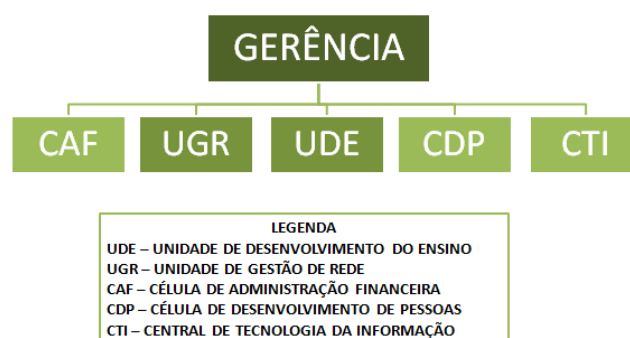 GERÊNCIA
CAF UGR UDE CDP CTI
LEGENDA
UDE – UNIDADE DE DESENVOLVIMENTO DO ENSINO
UGR – UNIDADE DE GESTÃO DE REDE
CAF – CÉLULA DE ADMINISTRAÇÃO FINANCEIRA
CDP – CÉLULA DE DESENVOLVIMENTO DE PESSOAS
CTI – CENTRAL DE TECNOLOGIA DA INFORMAÇÃO